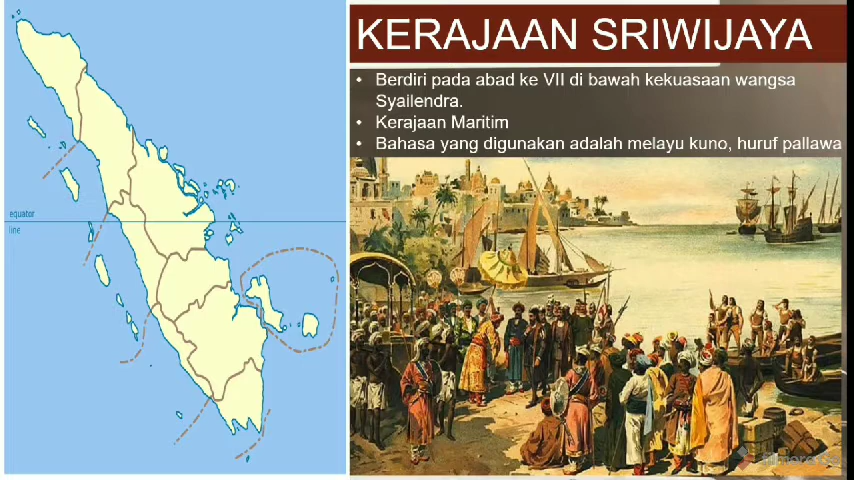 KERAJAAN SRIWIJAYA
• Berdiri pada abad ke VII di bawah kekuasaan wangsa
Syailendra.
• Kerajaan Maritim
• Bahasa yang digunakan adalah melayu kuno, huruf pallawa
equator
line